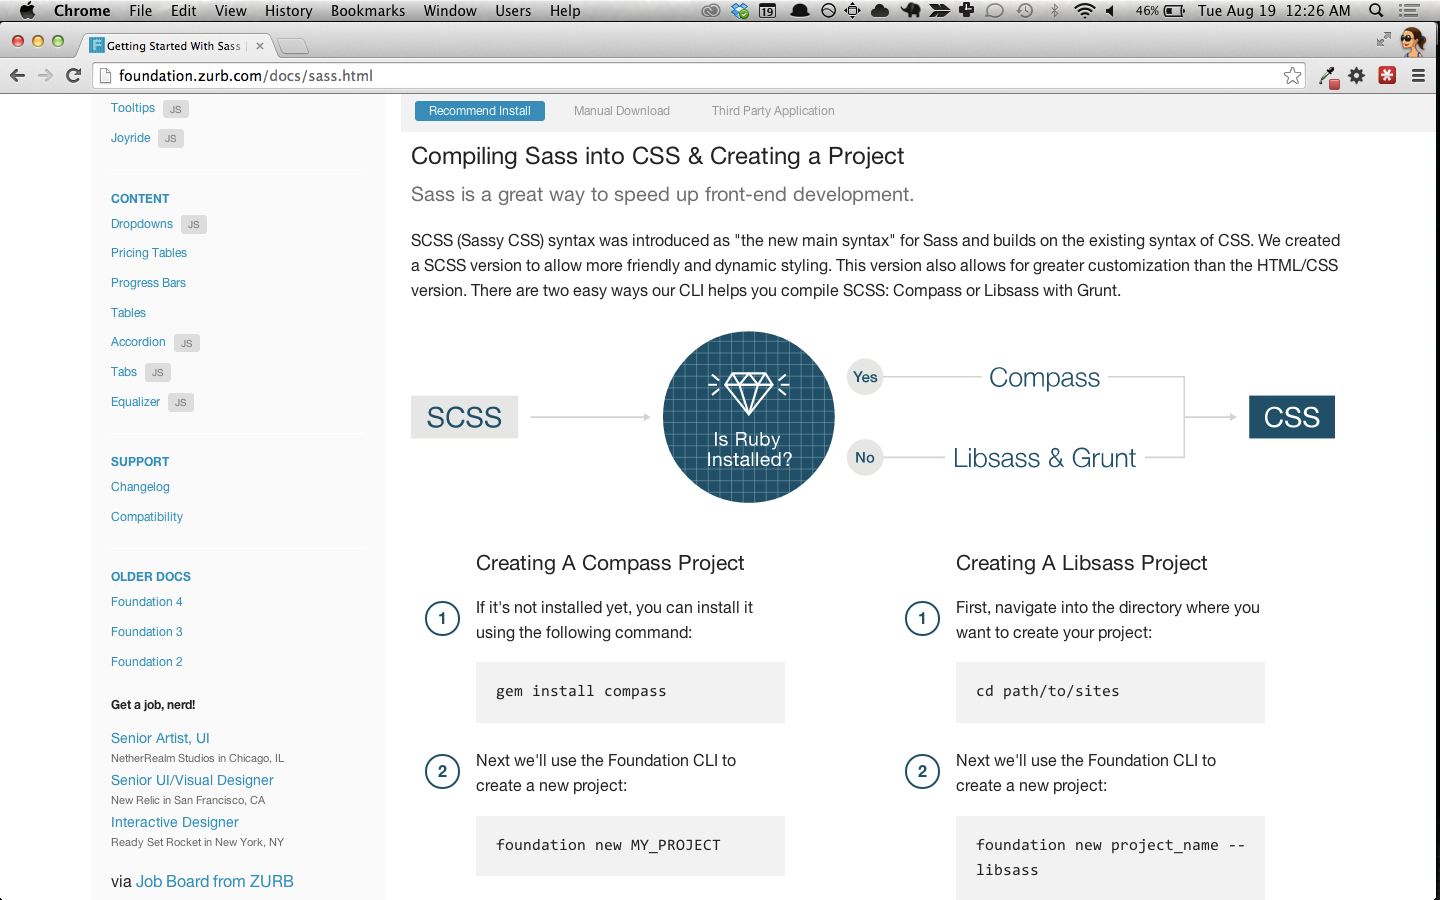 Chrome File Edit View History Bookmarks Window Users Help
19 46% Tue Aug 19 12:26 AM
Getting Started With Sass
foundation.zurb.com/docs/sass.html
Tooltips JS
Joyride JS
CONTENT
Dropdowns JS
Pricing Tables
Progress Bars
Tables
Accordion JS
Tabs JS
Equalizer JS
SUPPORT
Changelog
Compatibility
OLDER DOCS
Foundation 4
Foundation 3
Foundation 2
Get a job, nerd!
Senior Artist, UI
NetherRealm Studios in Chicago, IL
Senior UI/Visual Designer
New Relic in San Francisco, CA
Interactive Designer
Ready Set Rocket in New York, NY
via Job Board from ZURB
Recommend Install Manual Download Third Party Application
Compiling Sass into CSS & Creating a Project
Sass is a great way to speed up front-end development.
SCSS (Sassy CSS) syntax was introduced as "the new main syntax" for Sass and builds on the existing syntax of CSS. We created
a SCSS version to allow more friendly and dynamic styling. This version also allows for greater customization than the HTML/CSS
version. There are two easy ways our CLI helps you compile SCSS: Compass or Libsass with Grunt.
SCSS
Is Ruby
Installed?
Yes
Compass
No
Libsass & Grunt
CSS
Creating A Compass Project
1
If it's not installed yet, you can install it
using the following command:
gem install compass
2
Next we'll use the Foundation CLI to
create a new project:
foundation new MY_PROJECT
Creating A Libsass Project
1
First, navigate into the directory where you
want to create your project:
cd path/to/sites
2
Next we'll use the Foundation CLI to
create a new project:
foundation new project_name --
libsass